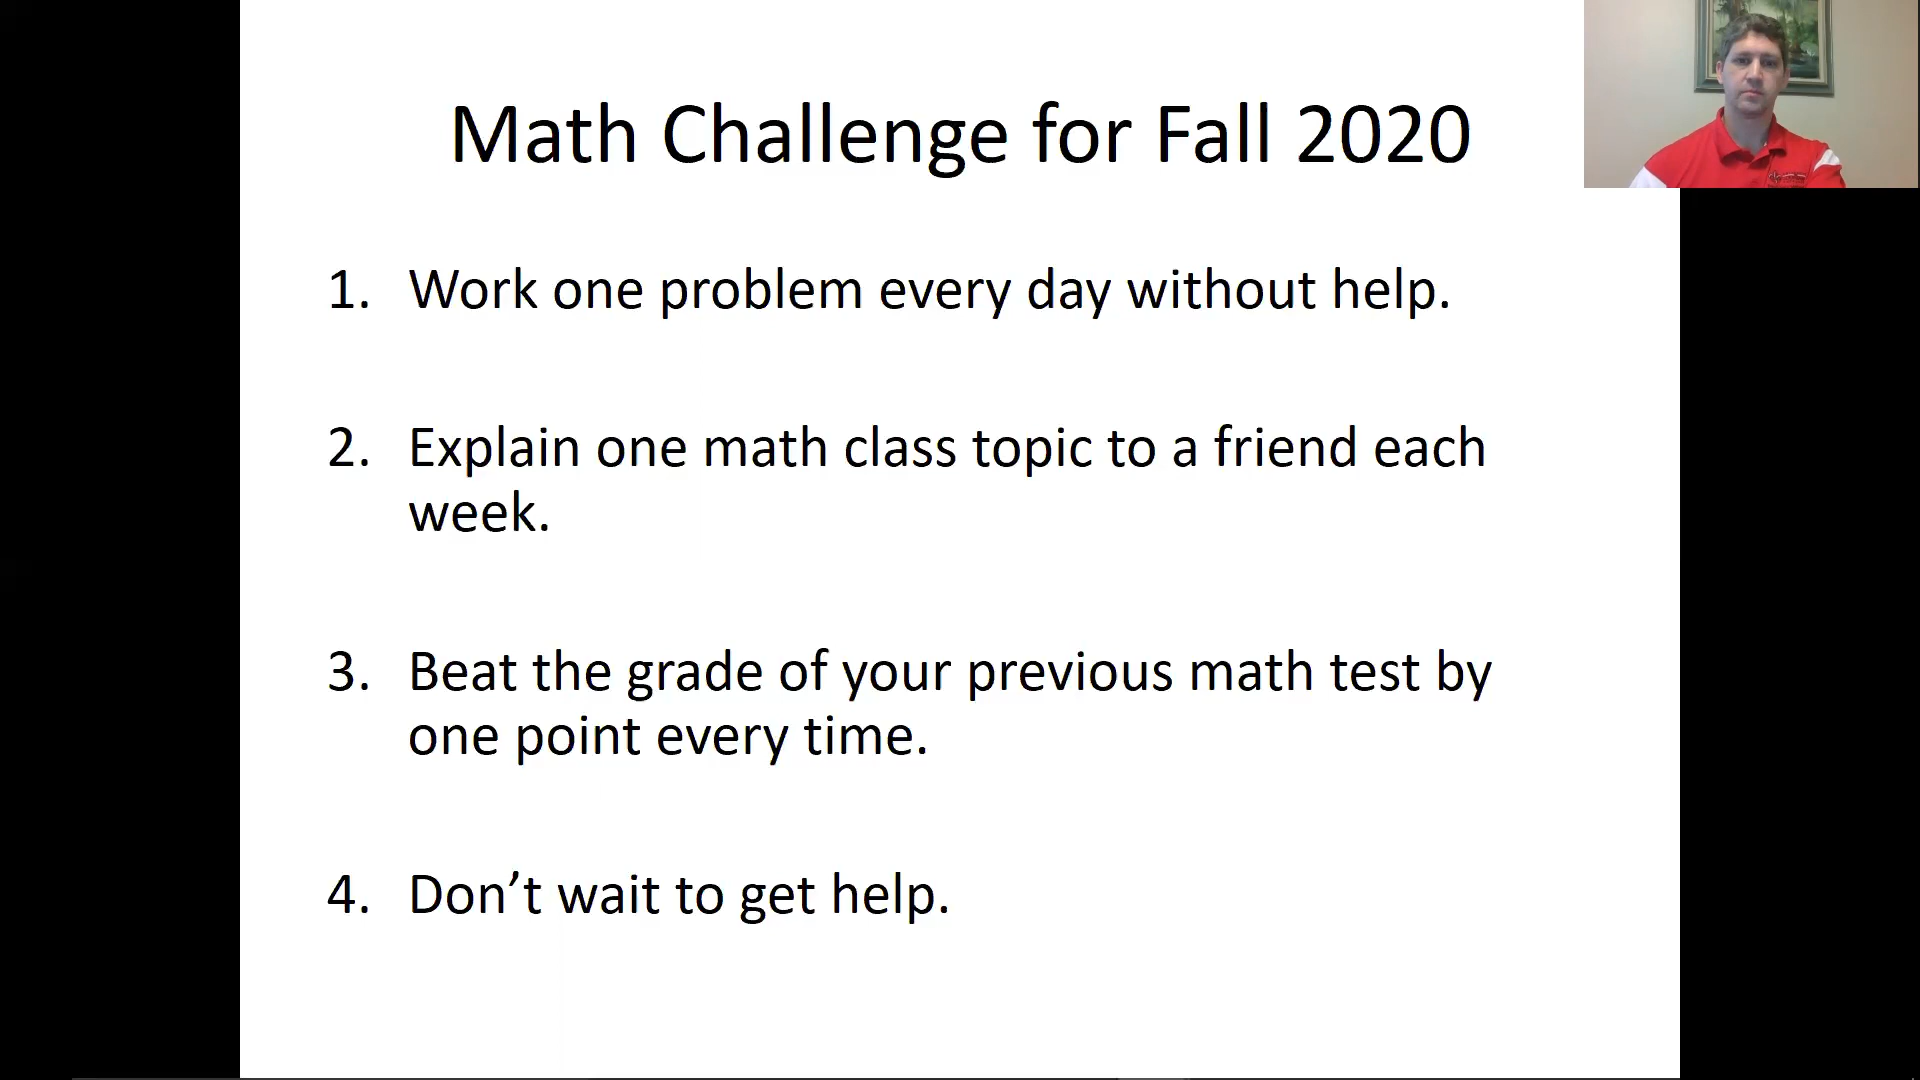 Math Challenge for Fall 2020
1. Work one problem every day without help.
2. Explain one math class topic to a friend each
week.
3. Beat the grade of your previous math test by
one point every time.
4. Don’t wait to get help.